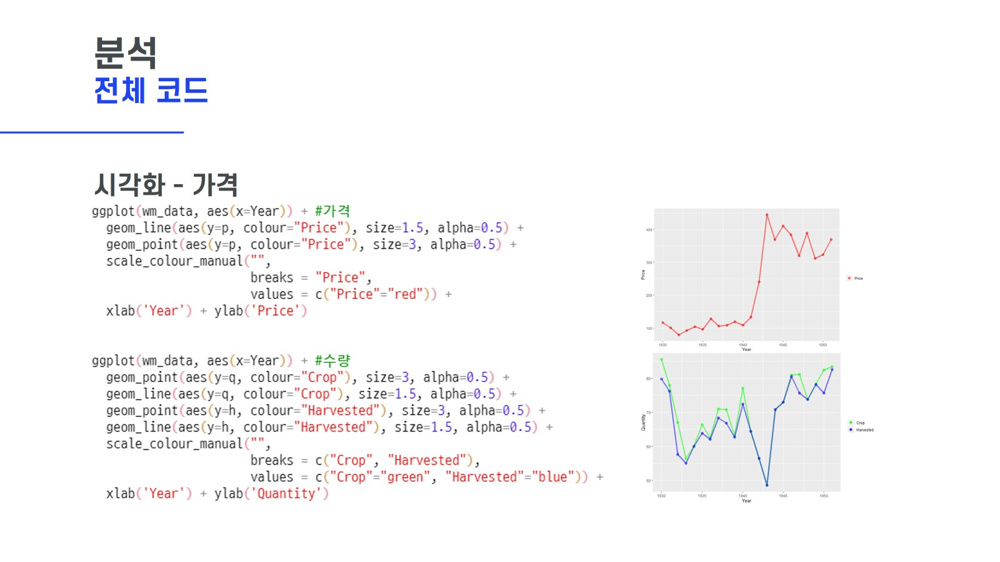 분석
전체 코드
시각화 - 가격
ggplot(wm_data, aes(x=Year)) + #가격
  geom_line(aes(y=p, colour="Price"), size=1.5, alpha=0.5) +
  geom_point(aes(y=p, colour="Price"), size=3, alpha=0.5) +
  scale_colour_manual("",
                      breaks = "Price",
                      values = c("Price"="red")) +
  xlab('Year') + ylab('Price')
ggplot(wm_data, aes(x=Year)) + #수량
  geom_point(aes(y=q, colour="Crop"), size=3, alpha=0.5) +
  geom_line(aes(y=q, colour="Crop"), size=1.5, alpha=0.5) +
  geom_point(aes(y=h, colour="Harvested"), size=3, alpha=0.5) +
  geom_line(aes(y=h, colour="Harvested"), size=1.5, alpha=0.5) +
  scale_colour_manual("",
                      breaks = c("Crop", "Harvested"),
                      values = c("Crop"="green", "Harvested"="blue")) +
  xlab('Year') + ylab('Quantity')
400
300
200
100
Price
1930 1935 1940 1945 1950
Year
Price
80
70
60
50
Quantity
1930 1935 1940 1945 1950
Year
Crop
Harvested